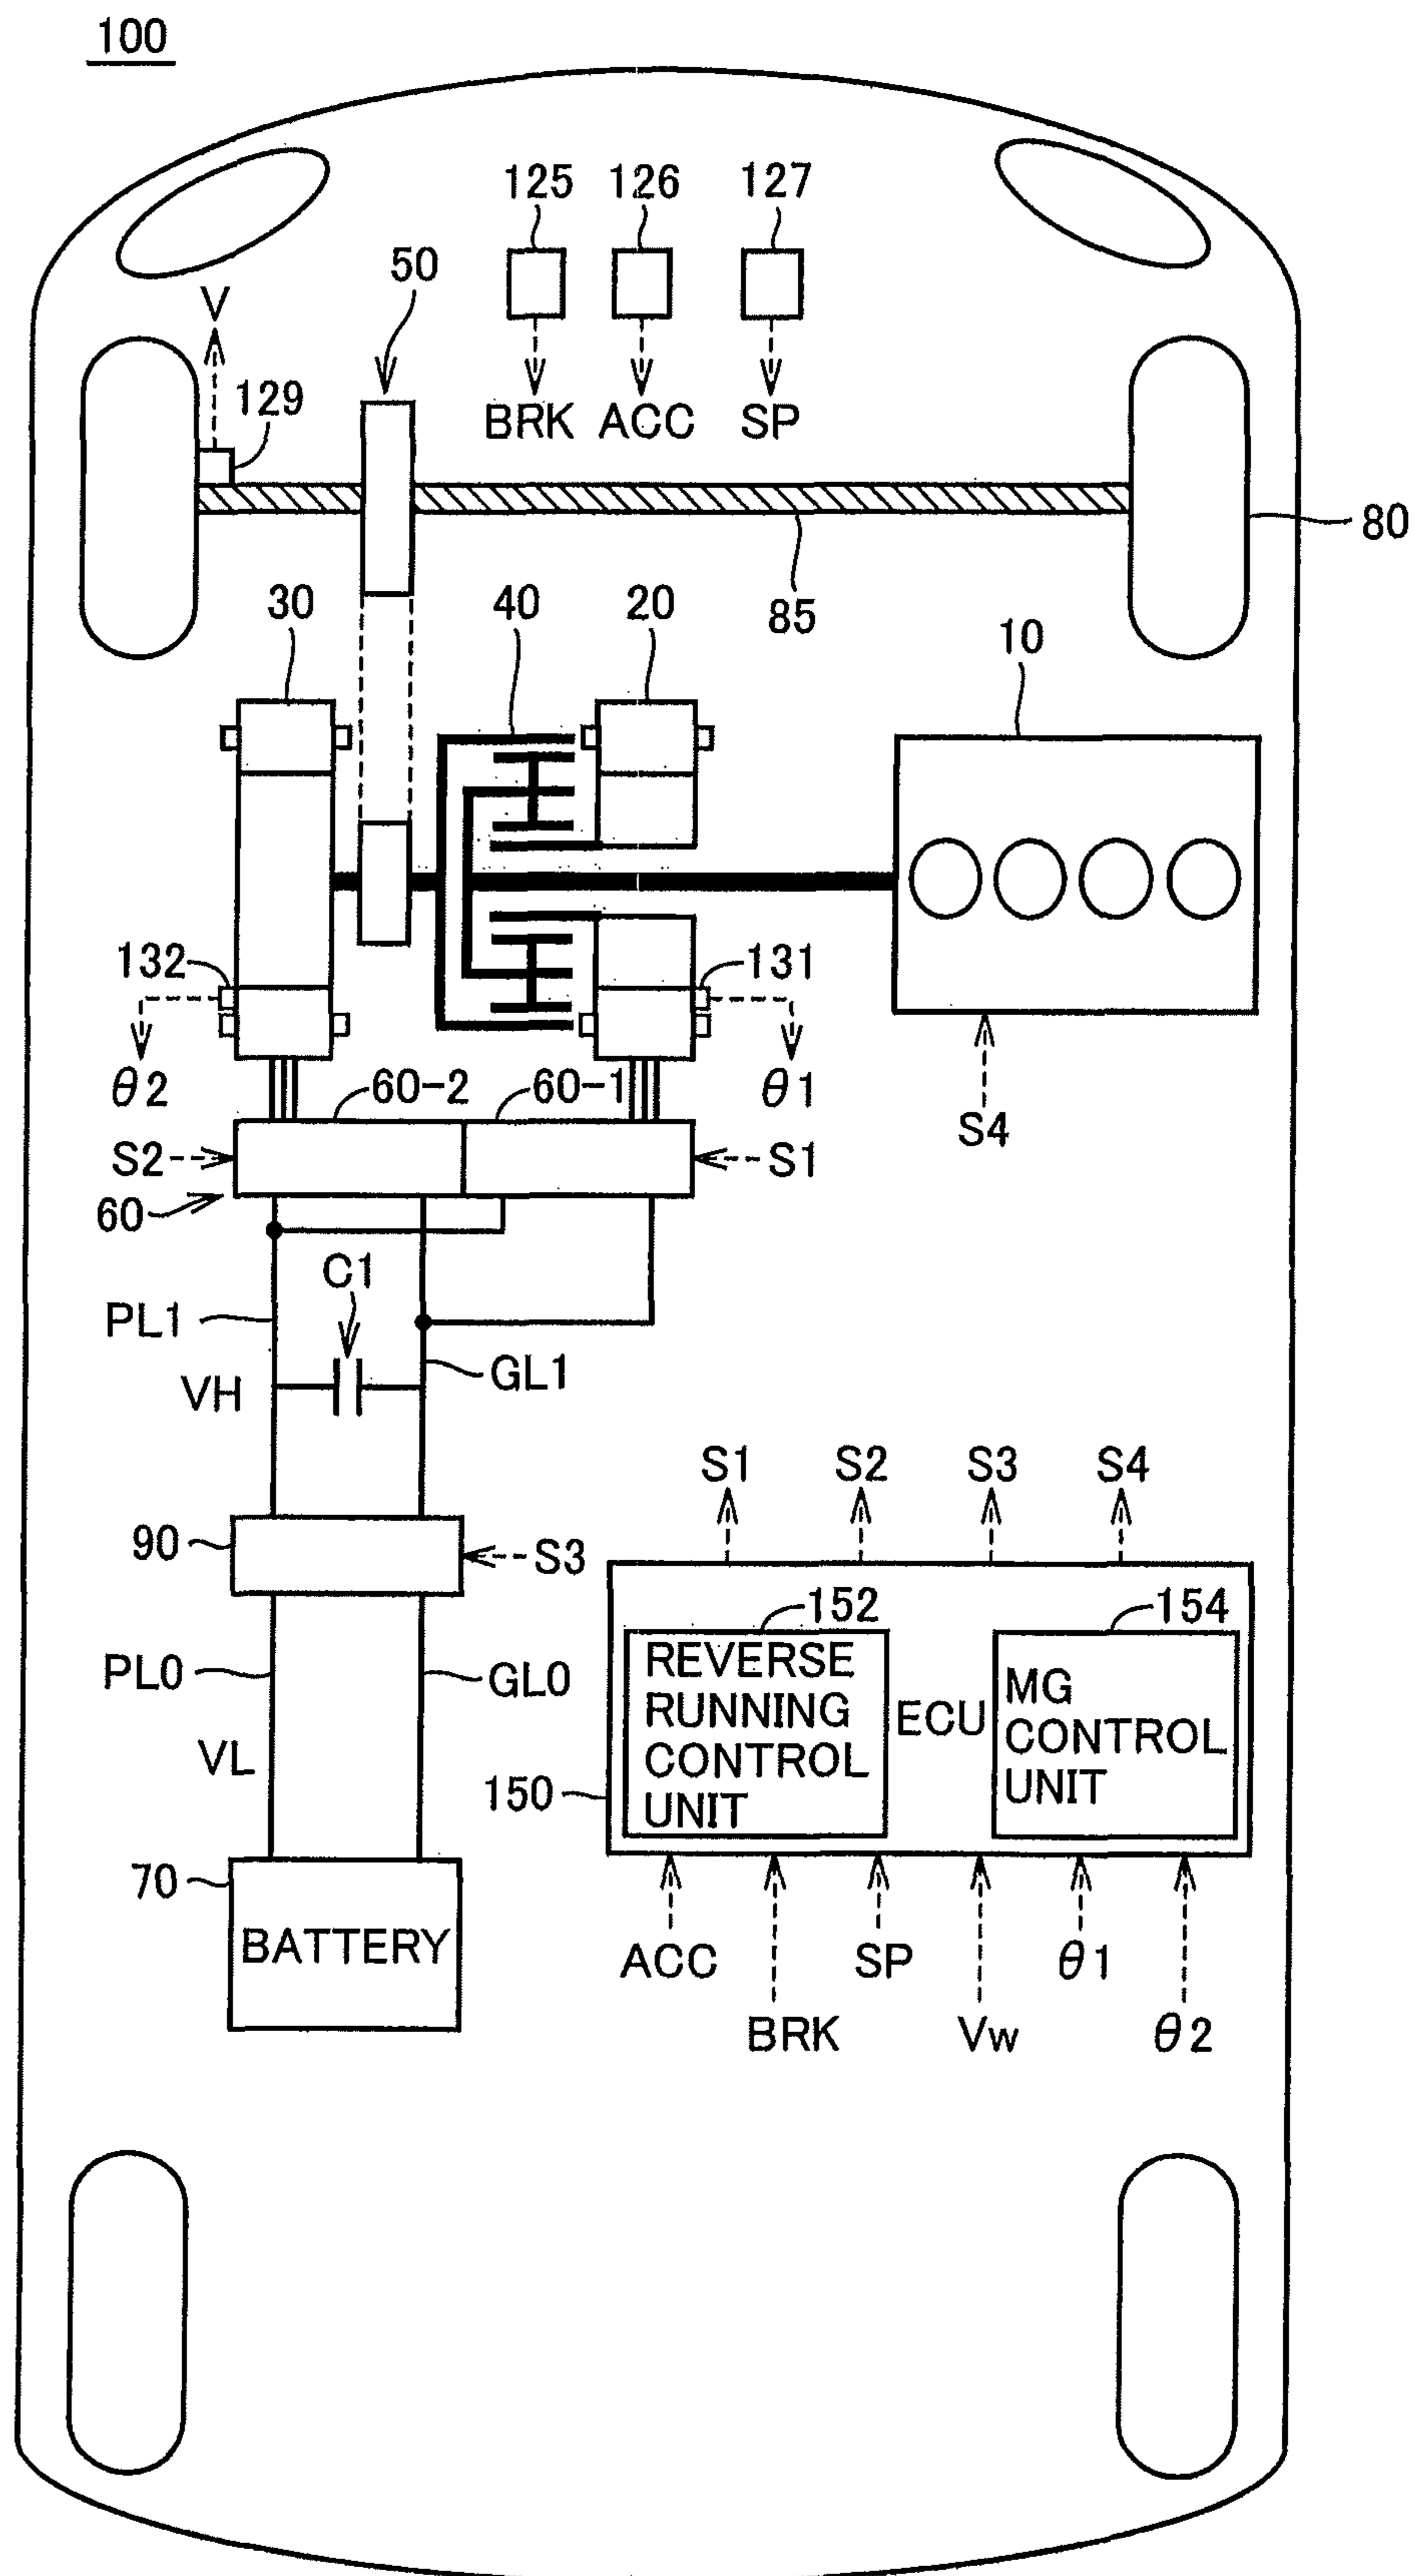 100
125 126 127
50
V
129
BRK ACC SP
80
85
30 40 20
10
132 131
θ2 60-2 60-1 θ1
S4
S2 S1
60
C1
PL1
GL1
VH
S1 S2 S3 S4
90 S3
152 154
PL0 GL0
REVERSE
RUNNING
CONTROL
UNIT
ECU
MG
CONTROL
UNIT
VL
150
70
BATTERY
ACC SP θ1
BRK Vw θ2